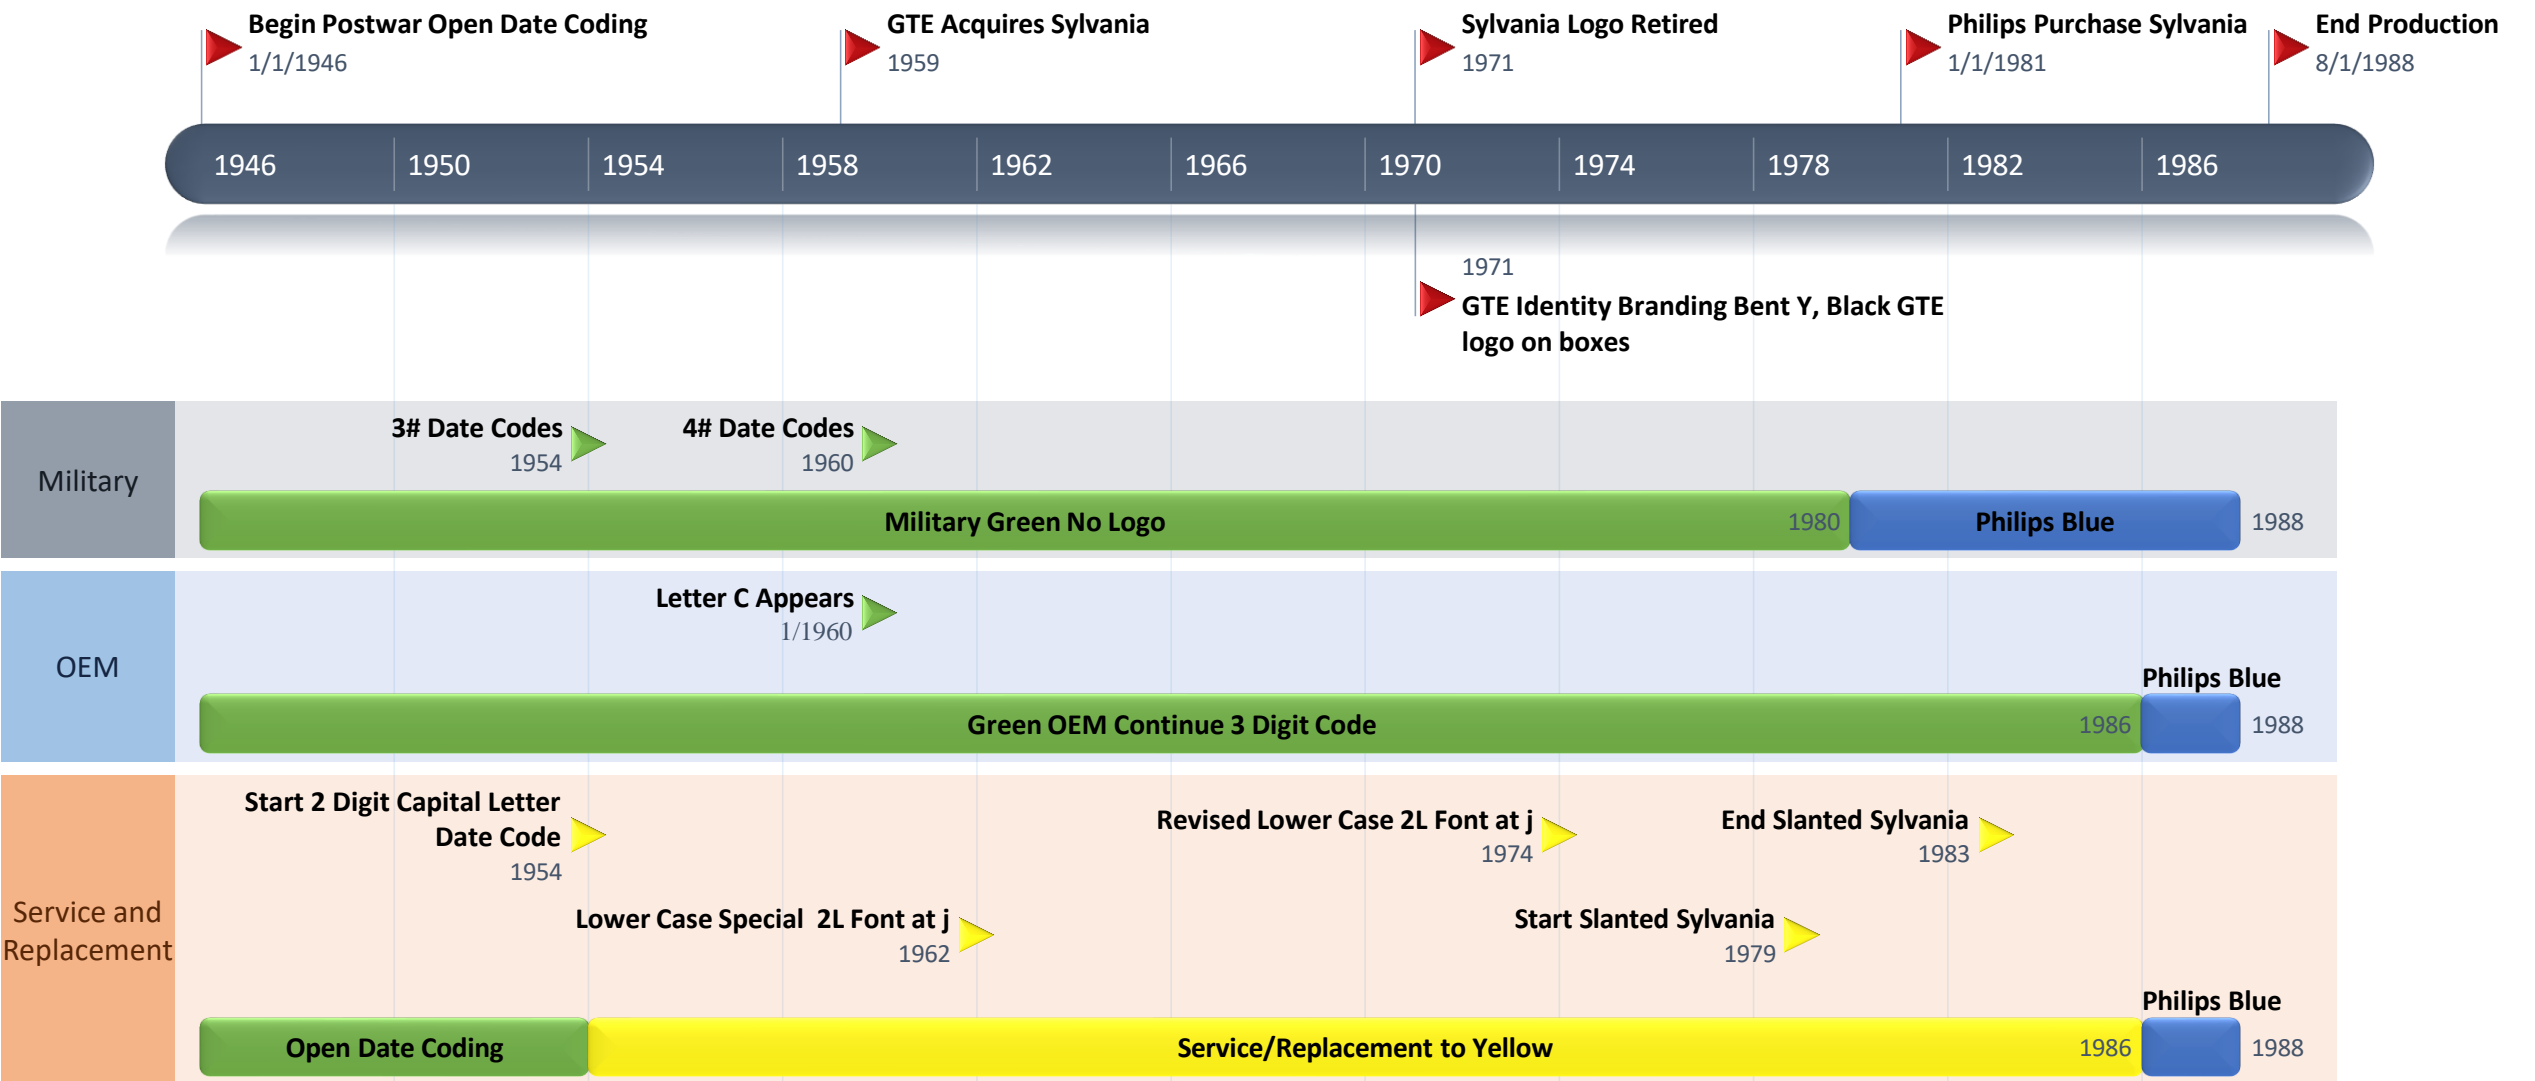 Begin Postwar Open Date Coding
1/1/1946
GTE Acquires Sylvania
1959
Sylvania Logo Retired
1971
Philips Purchase Sylvania
1/1/1981
End Production
8/1/1988
1946 1950 1954 1958 1962 1966 1970 1974 1978 1982 1986
1971
GTE Identity Branding Bent Y, Black GTE
logo on boxes
Military
3# Date Codes
1954
4# Date Codes
1960
Military Green No Logo
1980
Philips Blue
1988
OEM
Letter C Appears
1/1960
Philips Blue
Green OEM Continue 3 Digit Code
1986
1988
Service and
Replacement
Start 2 Digit Capital Letter
Date Code
1954
Revised Lower Case 2L Font at j
1974
End Slanted Sylvania
1983
Lower Case Special  2L Font at j
1962
Start Slanted Sylvania
1979
Philips Blue
Open Date Coding
Service/Replacement to Yellow
1986
1988